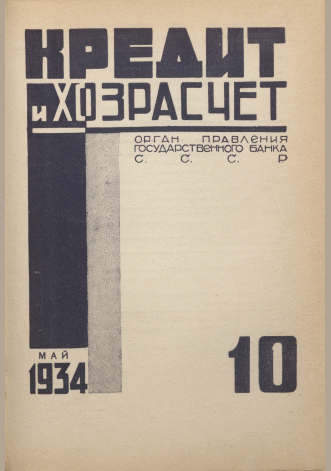 КРЕДИТ
и ХОЗРАСЧЕТ
ОРГАН ПРАВЛЕНИЯ
ГОСУДАРСТВЕННОГО БАНКА
С. С. С. Р
МАЙ
1934
10